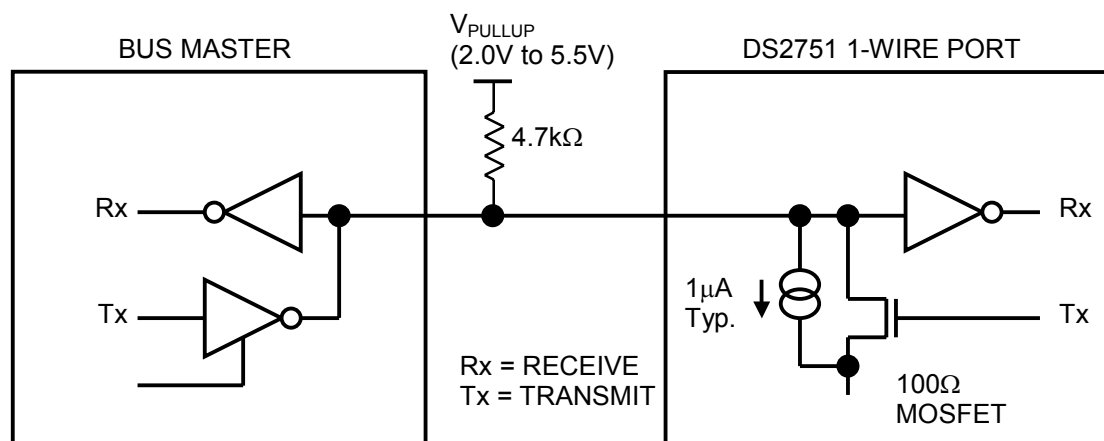 BUS MASTER
V_PULLUP
(2.0V to 5.5V)
DS2751 1-WIRE PORT
4.7kΩ
Rx
Rx
Tx
1μA
Typ.
Tx
Rx = RECEIVE
Tx = TRANSMIT
100Ω
MOSFET